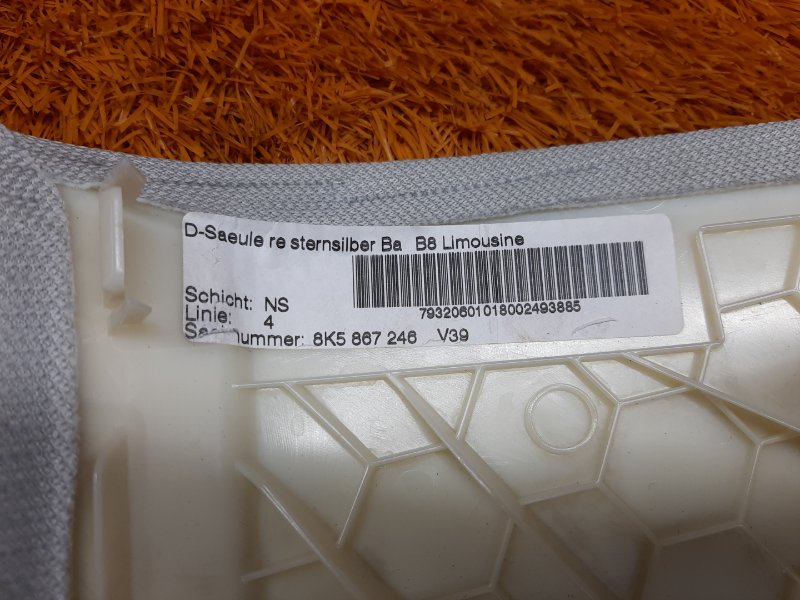 D-Saeule re sternsilber Ba B8 Limousine
79320601018002493885
Schicht: NS
Linie: 4
8K5 867 246 V39